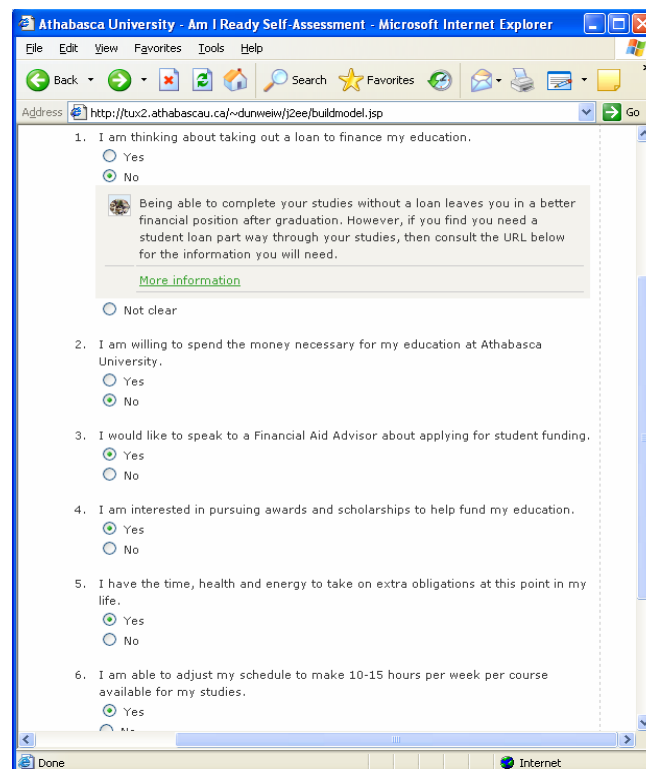 Athabasca University - Am I Ready Self-Assessment - Microsoft Internet Explorer
File Edit View Favorites Tools Help
Back Search Favorites
Address http://tux2.athabascau.ca/~dunweiw/j2ee/buildmodel.jsp Go
1. I am thinking about taking out a loan to finance my education.
Yes
No
Being able to complete your studies without a loan leaves you in a better
financial position after graduation. However, if you find you need a
student loan part way through your studies, then consult the URL below
for the information you will need.
More information
Not clear
2. I am willing to spend the money necessary for my education at Athabasca
University.
Yes
No
3. I would like to speak to a Financial Aid Advisor about applying for student funding.
Yes
No
4. I am interested in pursuing awards and scholarships to help fund my education.
Yes
No
5. I have the time, health and energy to take on extra obligations at this point in my
life.
Yes
No
6. I am able to adjust my schedule to make 10-15 hours per week per course
available for my studies.
Yes
No
Done Internet